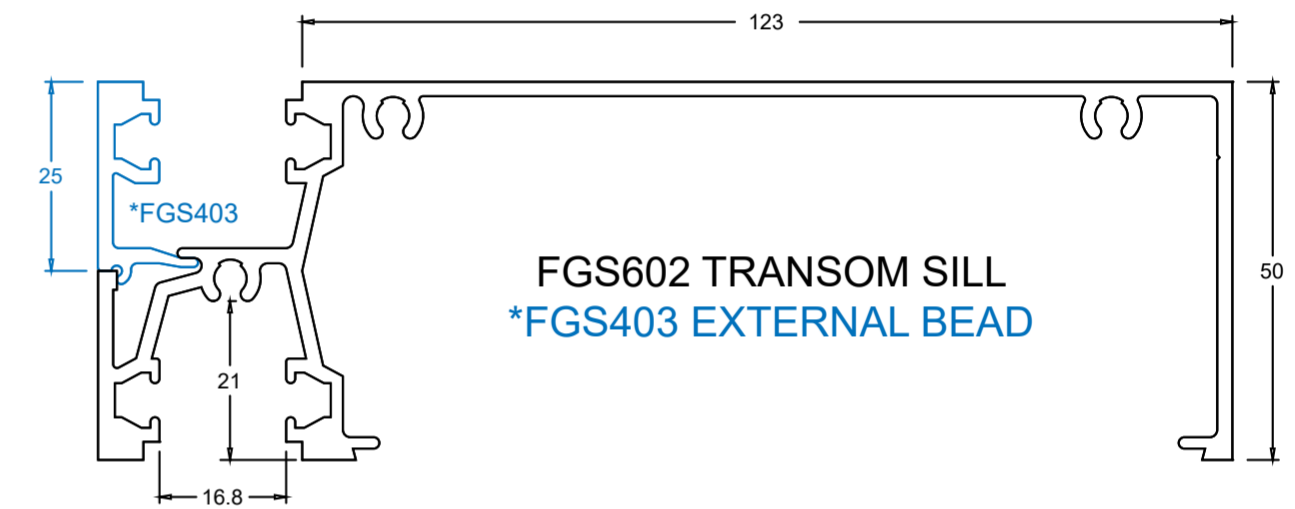 123
25
*FGS403
FGS602 TRANSOM SILL
*FGS403 EXTERNAL BEAD
50
21
16.8